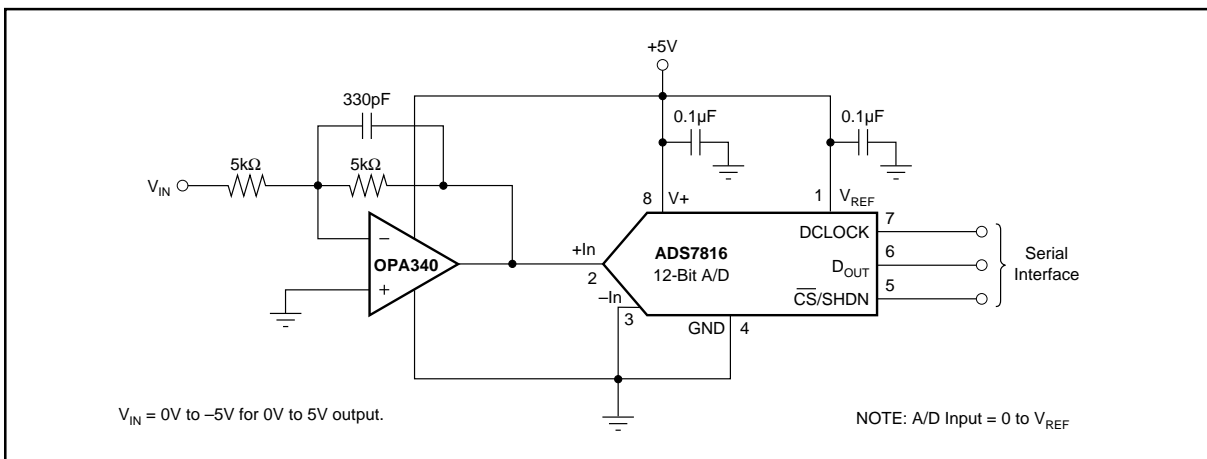 +5V
330pF
0.1µF
0.1µF
5kΩ
5kΩ
V_IN
8
V+
1
V_REF
7
DCLOCK
−
OPA340
+
+In
2
ADS7816
12-Bit A/D
6
D_OUT
Serial
Interface
5
C̅S̅/SHDN
–In
3
GND
4
V_IN = 0V to –5V for 0V to 5V output.
NOTE: A/D Input = 0 to V_REF